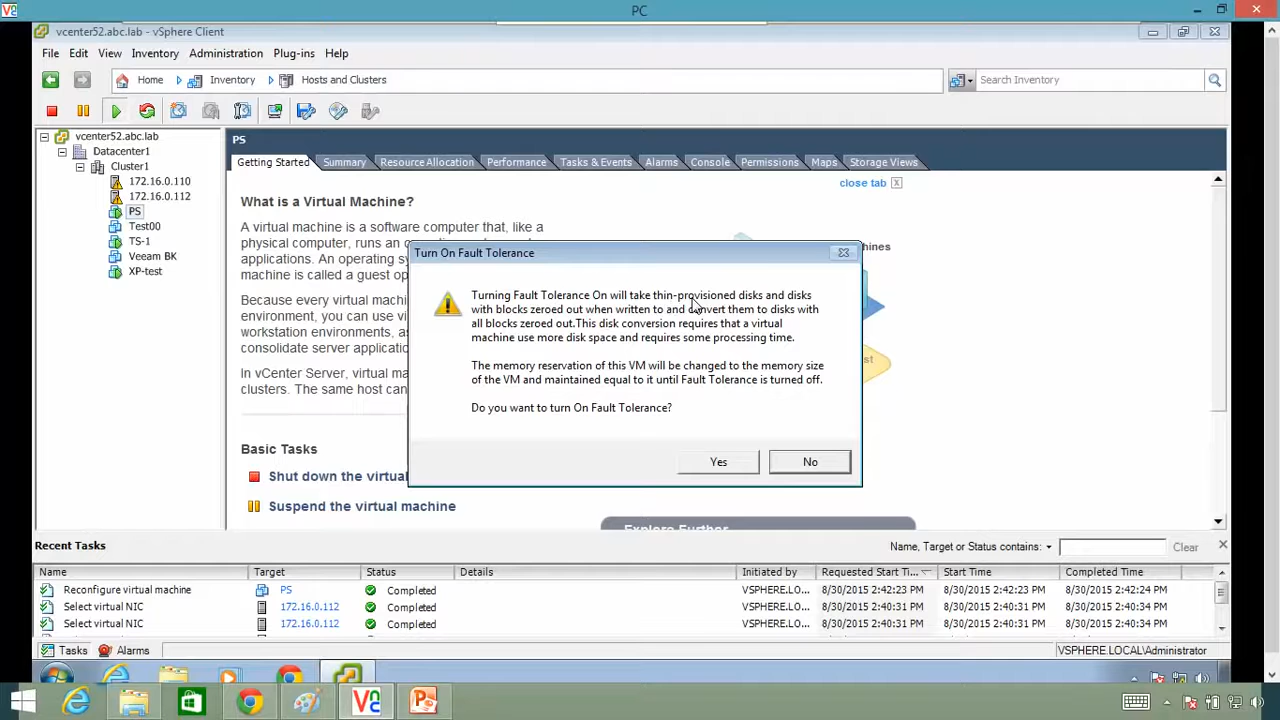 PC
vcenter52.abc.lab - vSphere Client
File Edit View Inventory Administration Plug-ins Help
Home Inventory Hosts and Clusters Search Inventory
vcenter52.abc.lab
Datacenter1
Cluster1
172.16.0.110
172.16.0.112
PS
Test00
TS-1
Veeam BK
XP-test
PS
Getting Started Summary Resource Allocation Performance Tasks & Events Alarms Console Permissions Maps Storage Views
close tab
What is a Virtual Machine?
A virtual machine is a software computer that, like a
physical computer, runs an
applications. An operating
machine is called a guest
Because every virtual
environment, you can use
workstation environments,
consolidate server
In vCenter Server, virtual
clusters. The same host
Basic Tasks
Shut down the
Suspend the virtual machine
Explore Further
Turn On Fault Tolerance
Turning Fault Tolerance On will take thin-provisioned disks and disks
with blocks zeroed out when written to and convert them to disks with
all blocks zeroed out.This disk conversion requires that a virtual
machine use more disk space and requires some processing time.
The memory reservation of this VM will be changed to the memory size
of the VM and maintained equal to it until Fault Tolerance is turned off.
Do you want to turn On Fault Tolerance?
Yes No
Recent Tasks Name, Target or Status contains: Clear
Name Target Status Details Initiated by Requested Start Ti... Start Time Completed Time
Reconfigure virtual machine PS Completed VSPHERE.LO... 8/30/2015 2:42:23 PM 8/30/2015 2:42:23 PM 8/30/2015 2:42:24 PM
Select virtual NIC 172.16.0.112 Completed VSPHERE.LO... 8/30/2015 2:40:31 PM 8/30/2015 2:40:31 PM 8/30/2015 2:40:34 PM
Select virtual NIC 172.16.0.112 Completed VSPHERE.LO... 8/30/2015 2:40:31 PM 8/30/2015 2:40:31 PM 8/30/2015 2:40:34 PM
Tasks Alarms VSPHERE.LOCAL\Administrator